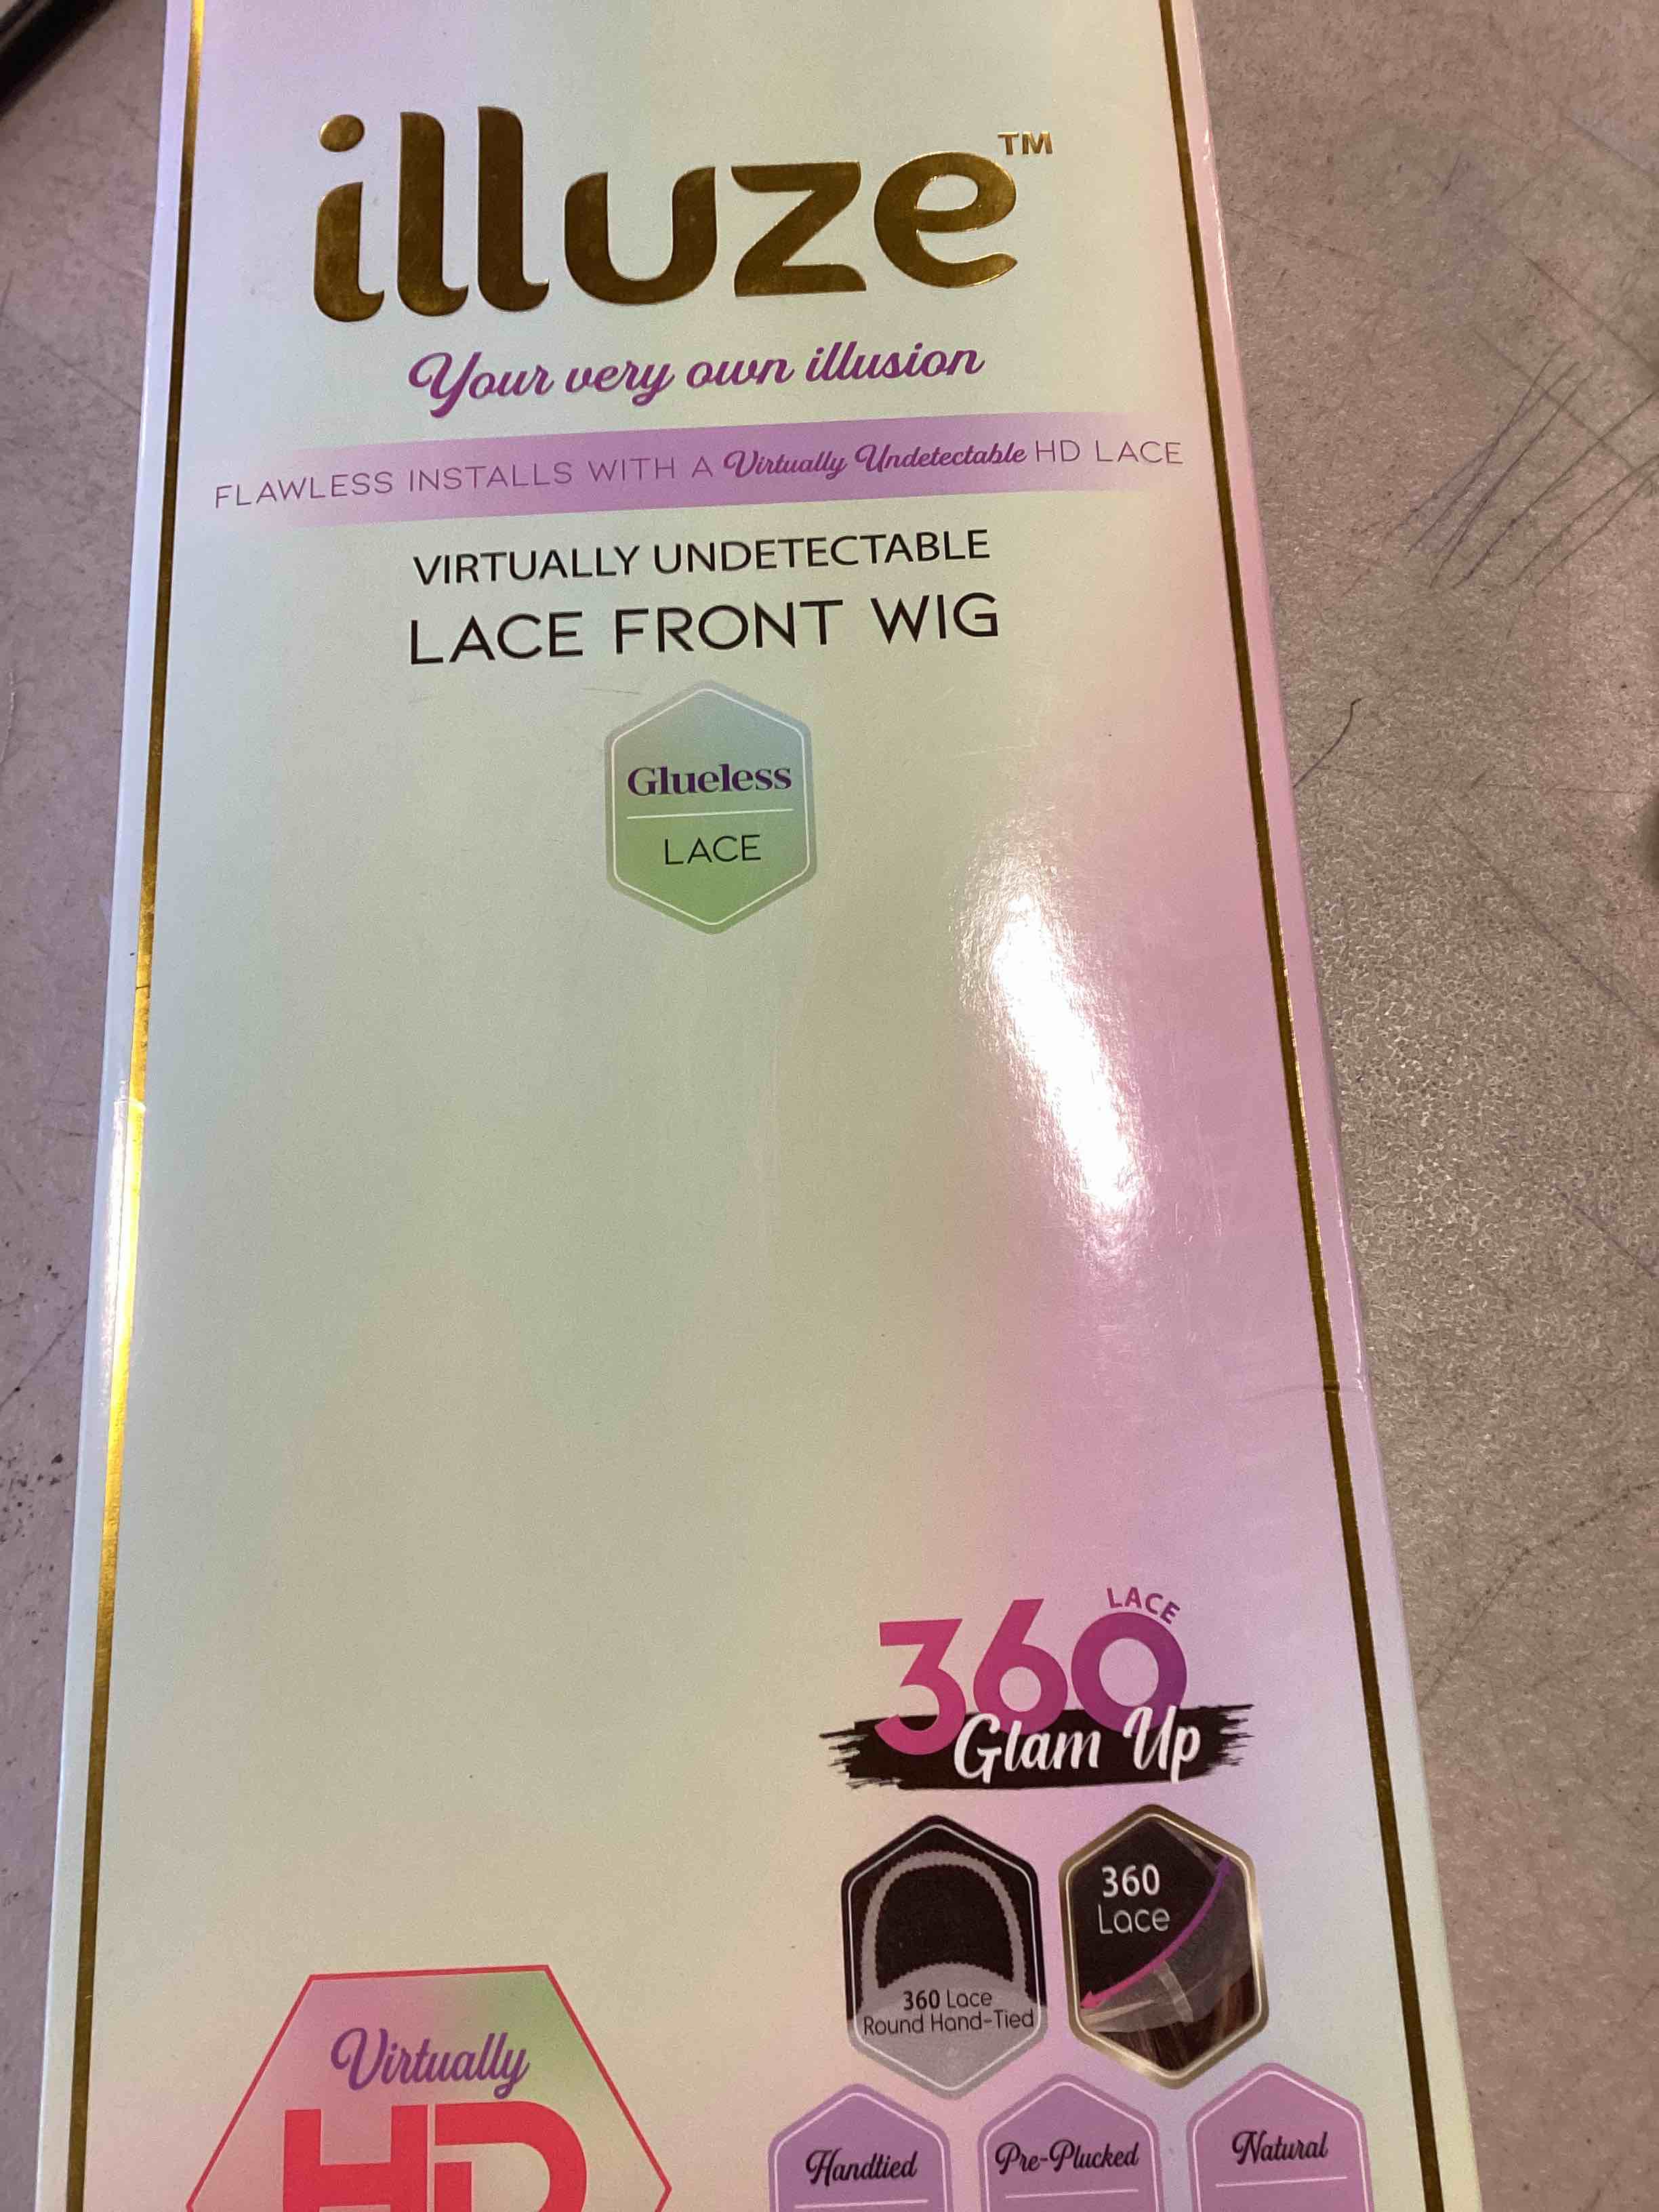 illuze™
Your very own illusion
FLAWLESS INSTALLS WITH A Virtually Undetectable HD LACE
VIRTUALLY UNDETECTABLE
LACE FRONT WIG
Glueless
LACE
360 LACE
Glam Up
360 Lace
Round Hand-Tied
360
Lace
Virtually
HD
Handtied
Pre-Plucked
Natural